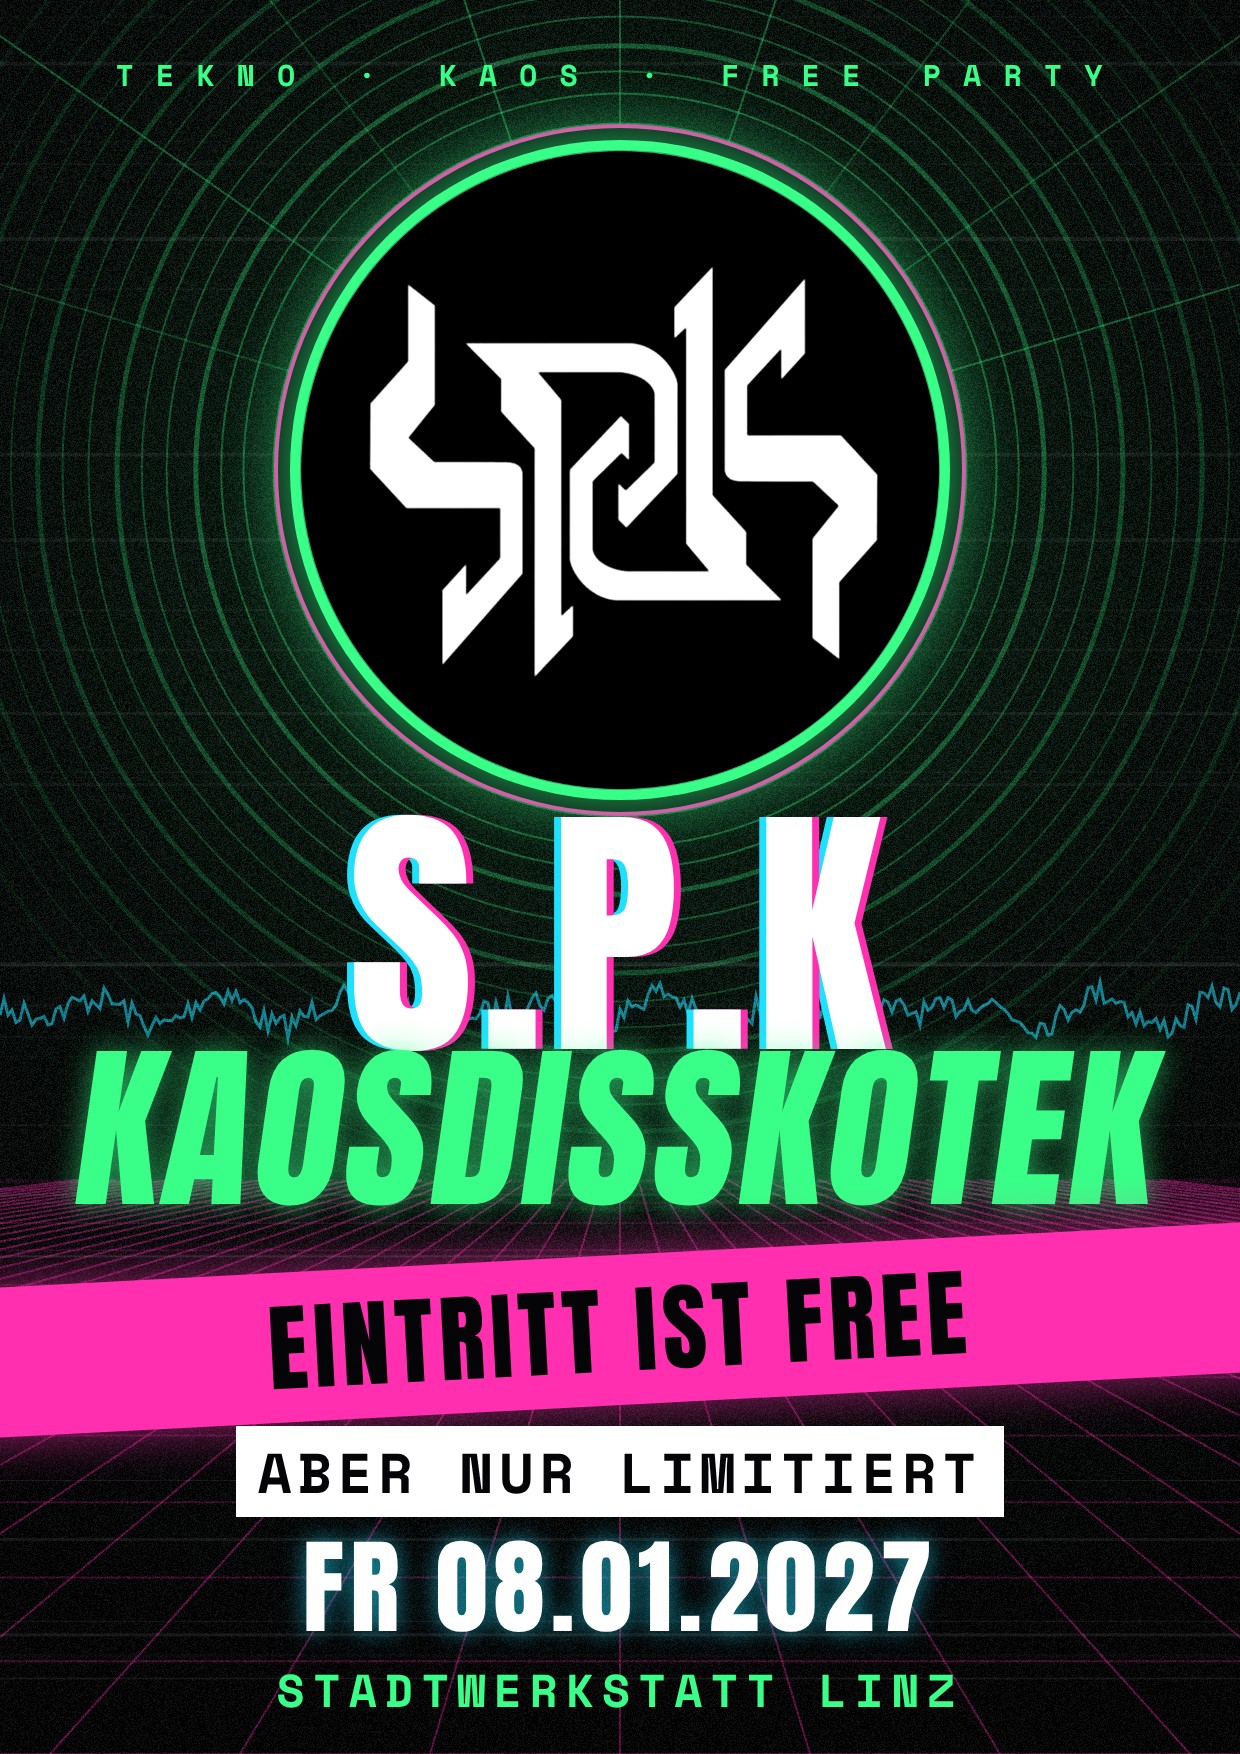 TEKNO · KAOS · FREE PARTY
S.P.K
KAOSDISSKOTEK
EINTRITT IST FREE
ABER NUR LIMITIERT
FR 08.01.2027
STADTWERKSTATT LINZ